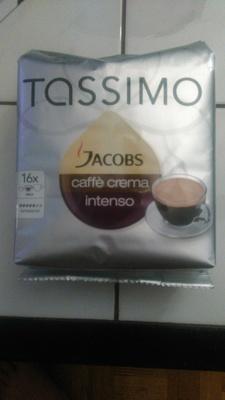 TASSIMO
JACOBS
caffè crema
intenso
16x